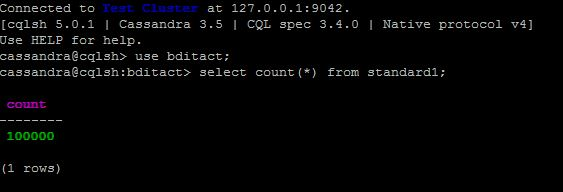 Connected to Test Cluster at 127.0.0.1:9042.
[cqlsh 5.0.1 | Cassandra 3.5 | CQL spec 3.4.0 | Native protocol v4]
Use HELP for help.
cassandra@cqlsh> use bditact;
cassandra@cqlsh:bditact> select count(*) from standard1;
count
--------
100000
(1 rows)